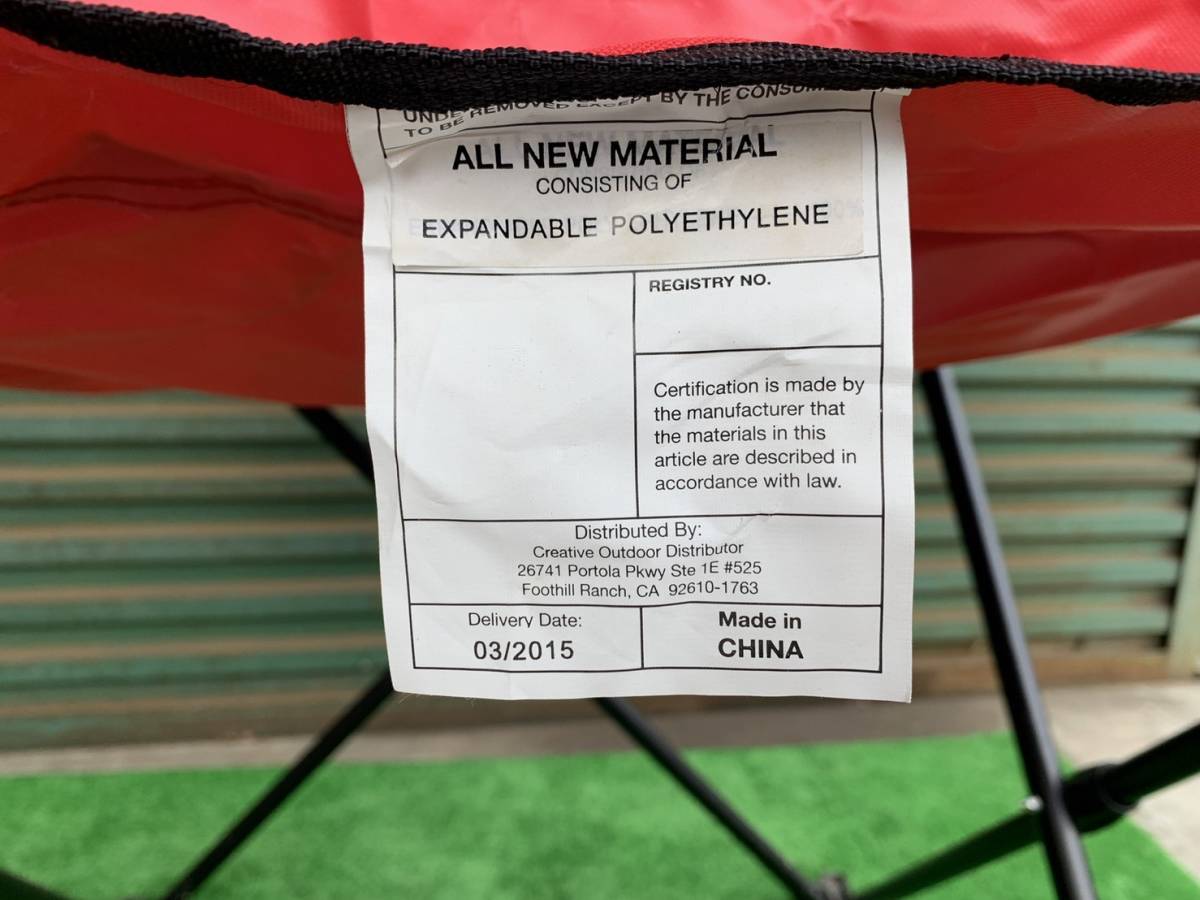 UNDE REMOVED EXCEPT BY THE CONSUM
TO BE
ALL NEW MATERIAL
CONSISTING OF
EXPANDABLE POLYETHYLENE
REGISTRY NO.
Certification is made by
the manufacturer that
the materials in this
article are described in
accordance with law.
Distributed By:
Creative Outdoor Distributor
26741 Portola Pkwy Ste 1E #525
Foothill Ranch, CA 92610-1763
Delivery Date:
03/2015
Made in
CHINA